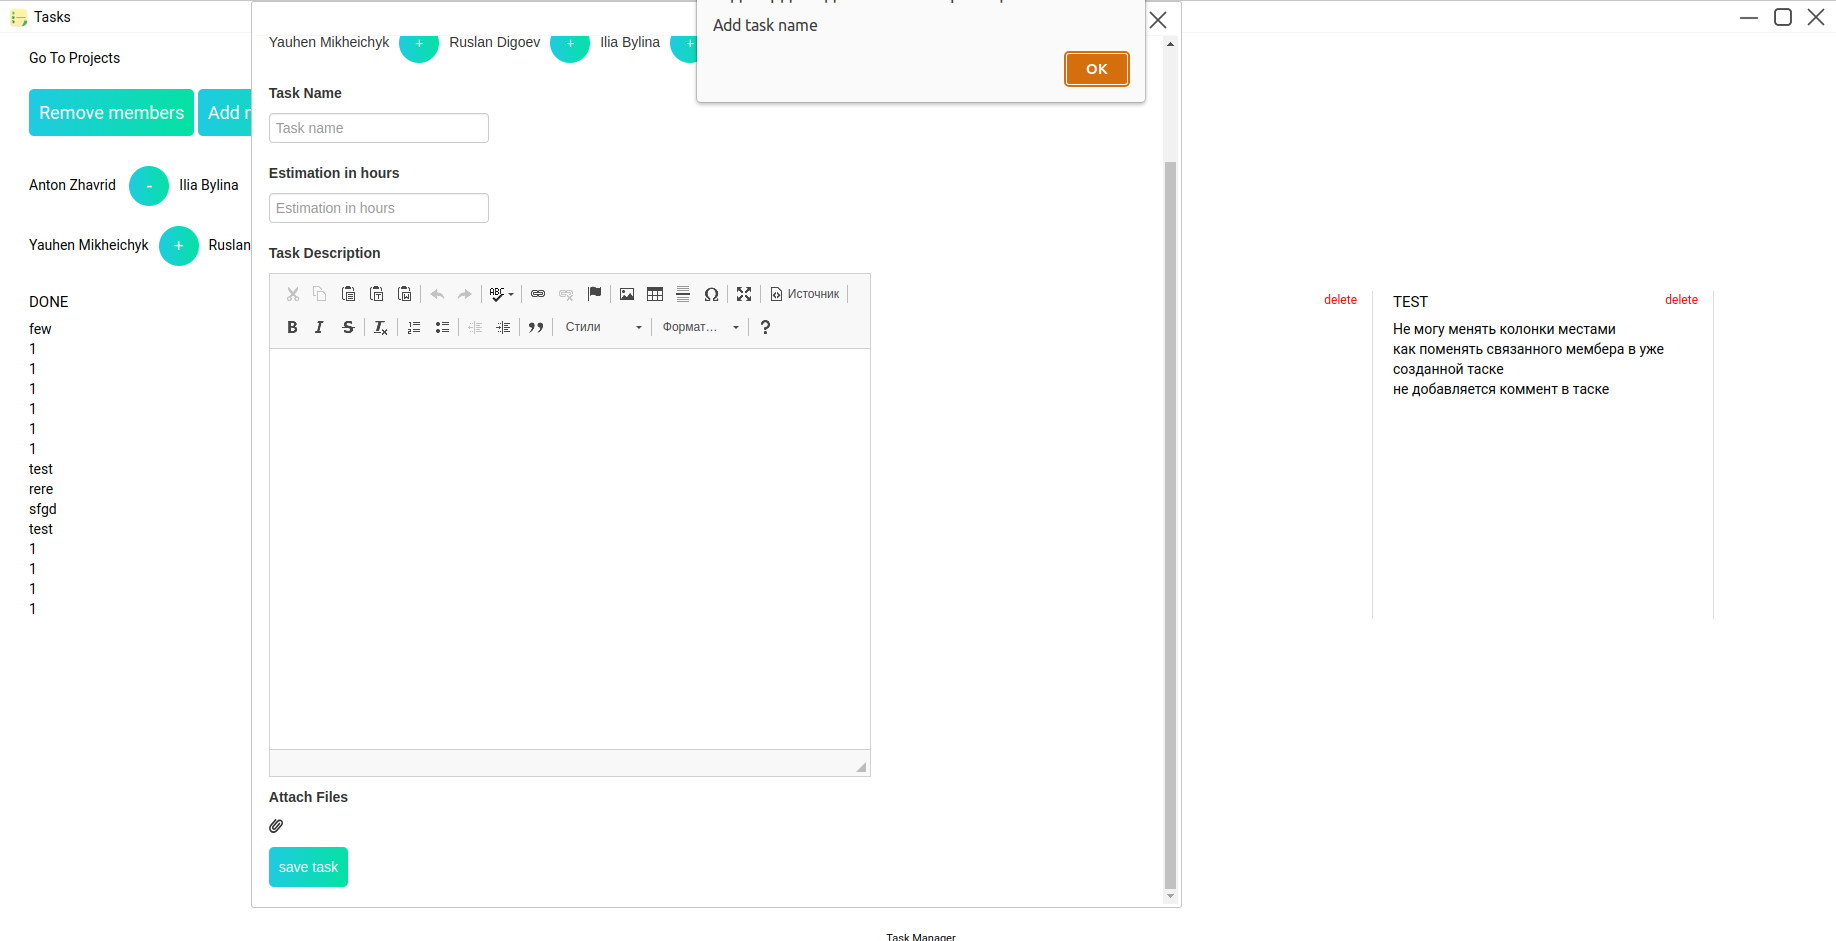 Tasks
Go To Projects
Remove members
Add
Anton Zhavrid - Ilia Bylina
Yauhen Mikheichyk + Ruslan
DONE
few
1
1
1
1
1
1
test
rere
sfgd
test
1
1
1
1
Add task name
OK
Yauhen Mikheichyk + Ruslan Digoev + Ilia Bylina +
Task Name
Task name
Estimation in hours
Estimation in hours
Task Description
ABC Ω Источник
B I S Tx Стили Формат... ?
Attach Files
save task
delete
TEST delete
Не могу менять колонки местами
как поменять связанного мембера в уже
созданной таске
не добавляется коммент в таске
Task Manager